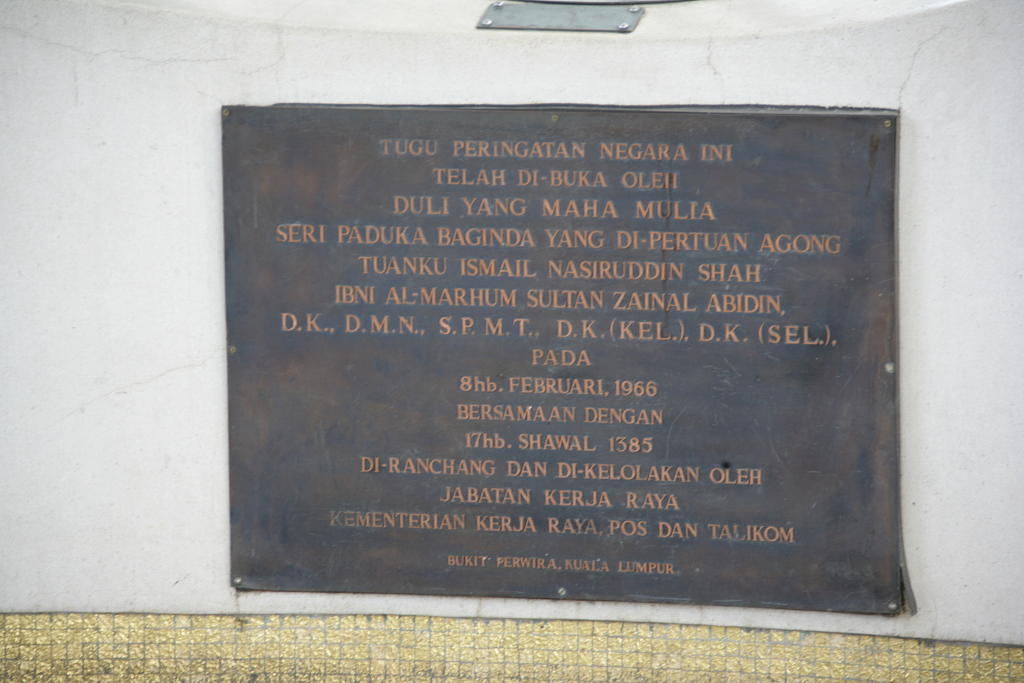 TUGU PERINGATAN NEGARA INI
TELAH DI-BUKA OLEH
DULI YANG MAHA MULIA
SERI PADUKA BAGINDA YANG DI-PERTUAN AGONG
TUANKU ISMAIL NASIRUDDIN SHAH
IBNI AL-MARHUM SULTAN ZAINAL ABIDIN,
D.K., D.M.N., S.P.M.T., D.K.(KEL.), D.K. (SEL.),
PADA
8hb. FEBRUARI, 1966
BERSAMAAN DENGAN
17hb. SHAWAL 1385
DI-RANCHANG DAN DI-KELOLAKAN OLEH
JABATAN KERJA RAYA
KEMENTERIAN KERJA RAYA, POS DAN TALIKOM
BUKIT PERWIRA, KUALA LUMPUR